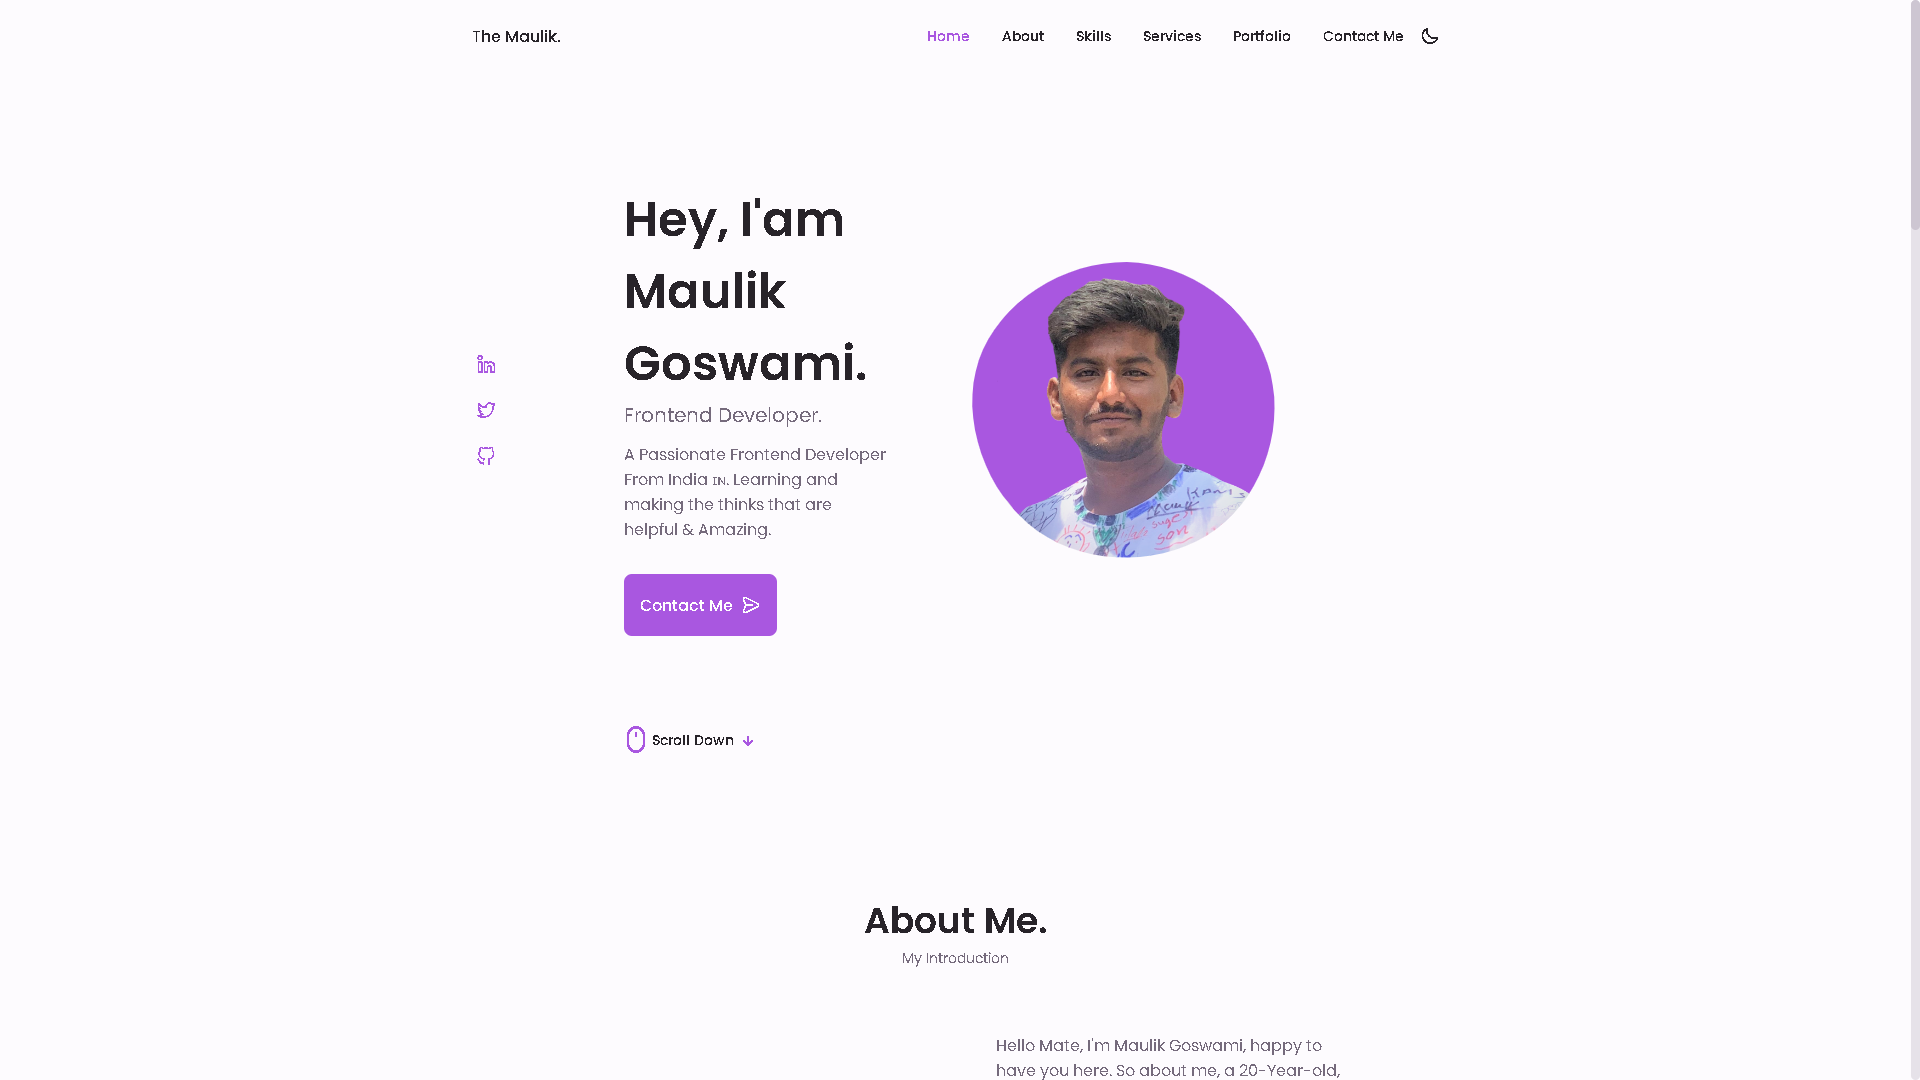 The Maulik.
Home
About
Skills
Services
Portfolio
Contact Me
Hey, I'am
Maulik
Goswami.
Frontend Developer.
A Passionate Frontend Developer
From India ɪɴ. Learning and
making the thinks that are
helpful & Amazing.
Contact Me
Scroll Down
About Me.
My Introduction
Hello Mate, I'm Maulik Goswami, happy to
have you here. So about me, a 20-Year-old,